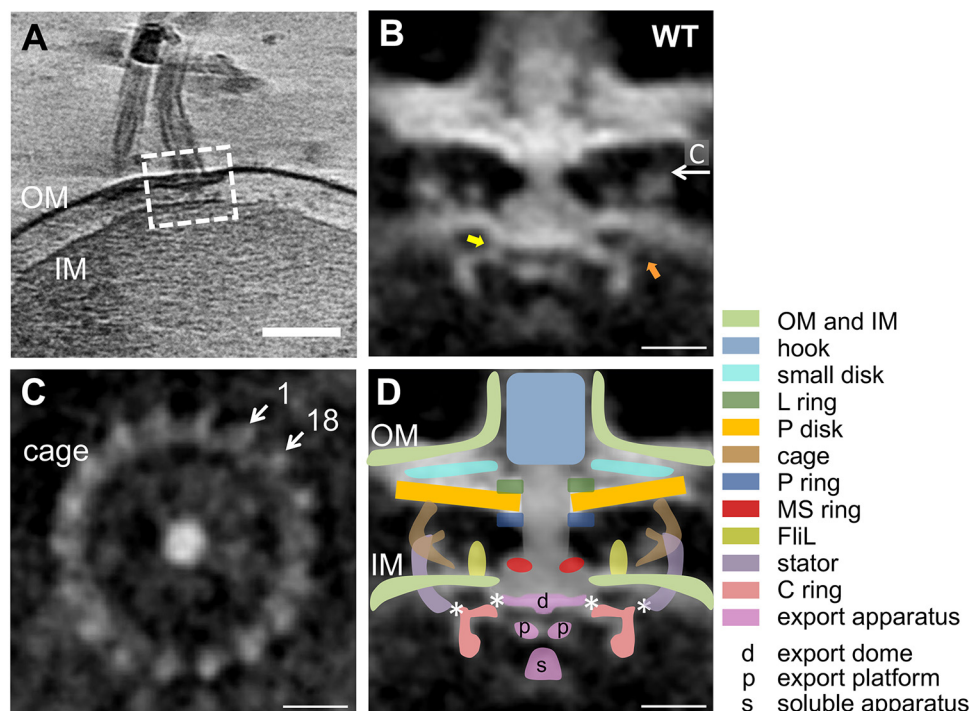 A
OM
IM
B
WT
C
C
cage
1
18
D
OM
IM
*
*
*
*
d
p
p
s
OM and IM
hook
small disk
L ring
P disk
cage
P ring
MS ring
FliL
stator
C ring
export apparatus
d export dome
p export platform
s soluble apparatus